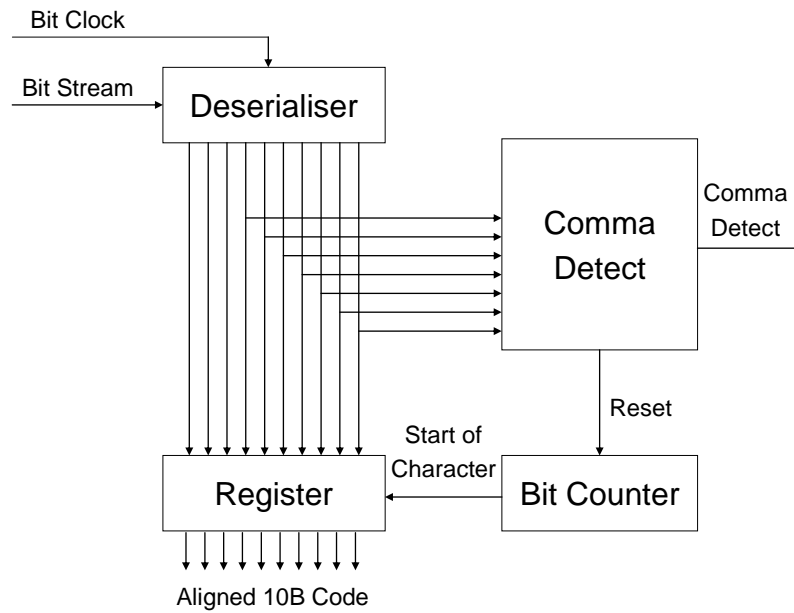 Bit Clock
Bit Stream
Deserialiser
Comma
Detect
Comma
Detect
Reset
Start of
Character
Register
Bit Counter
Aligned 10B Code